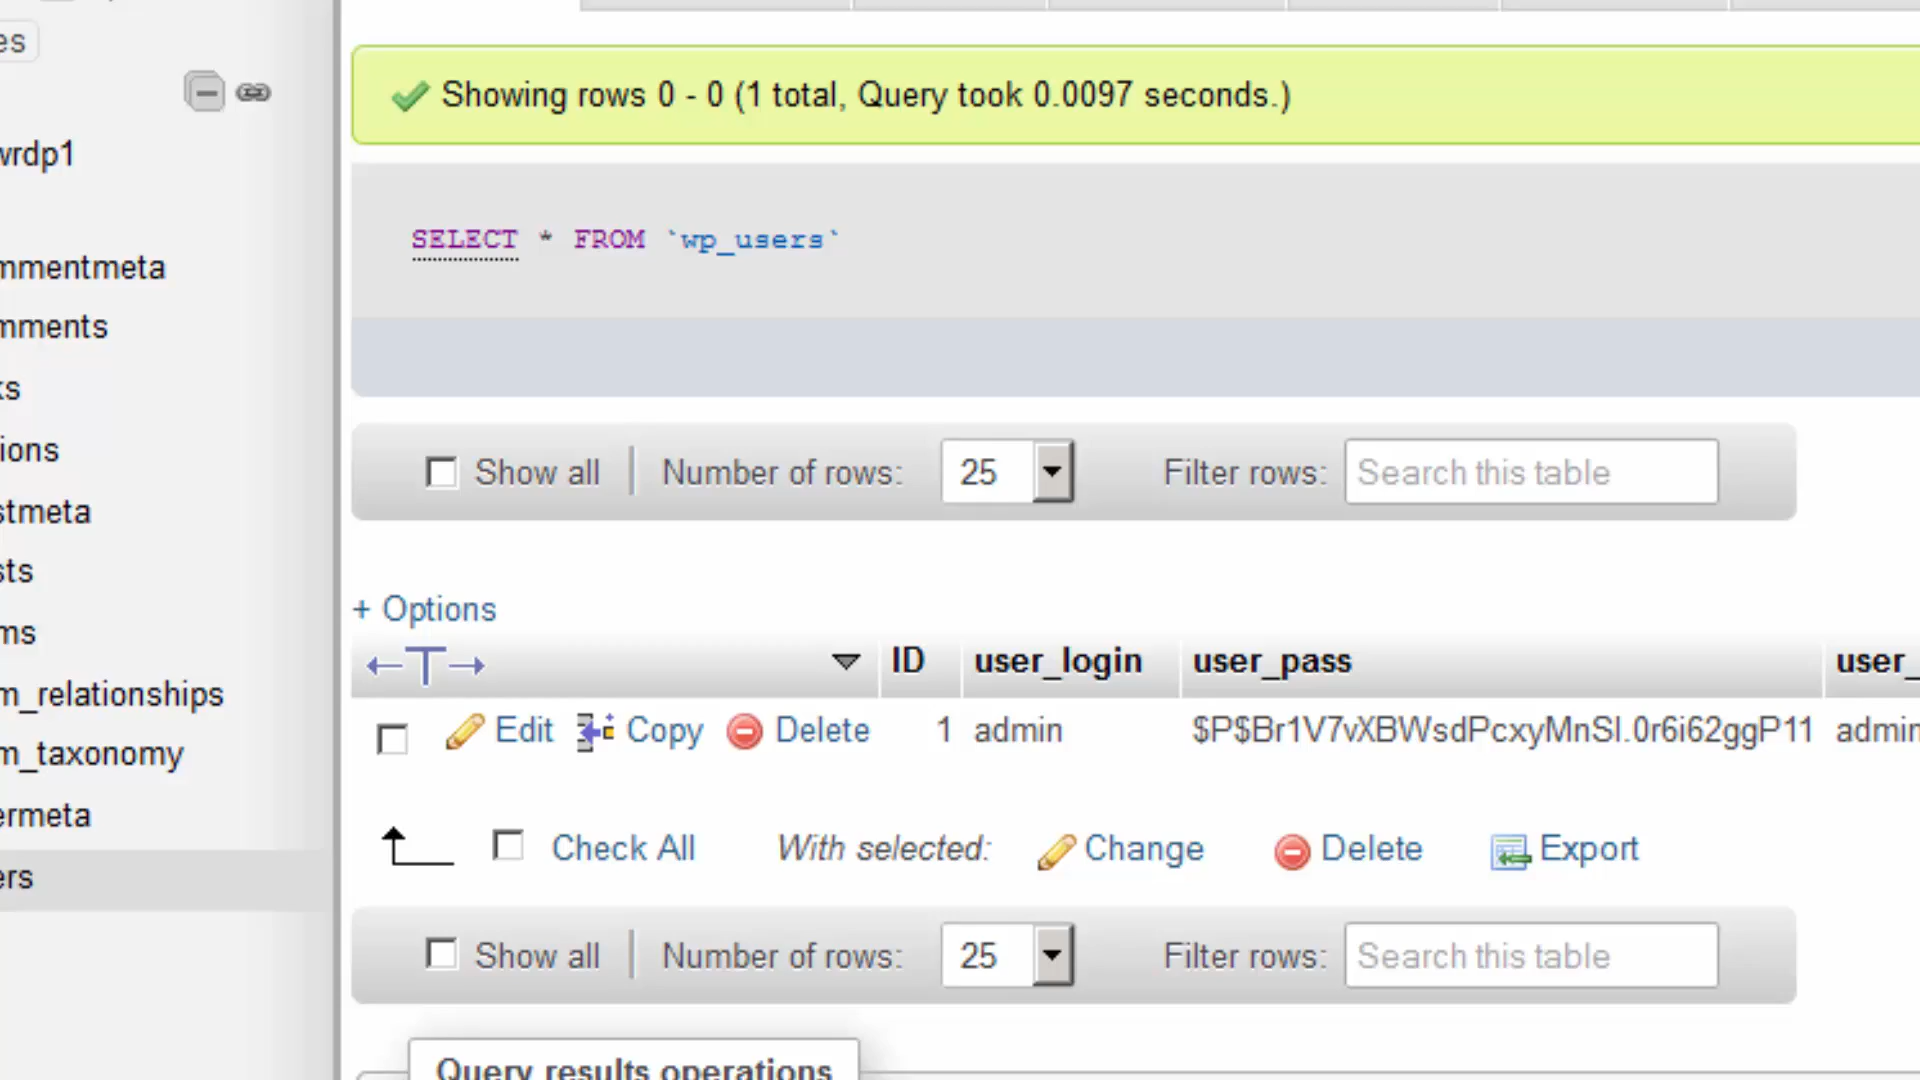 es
wrdp1
mmentmeta
mments
ks
ions
stmeta
sts
ms
m_relationships
m_taxonomy
ermeta
ers
Showing rows 0 - 0 (1 total, Query took 0.0097 seconds.)
SELECT * FROM `wp_users`
Show all | Number of rows: 25 Filter rows: Search this table
+ Options
←T→ ID user_login user_pass user_
Edit Copy Delete 1 admin $P$Br1V7vXBWsdPcxyMnSl.0r6i62ggP11 admin
Check All With selected: Change Delete Export
Show all | Number of rows: 25 Filter rows: Search this table
Query results operations